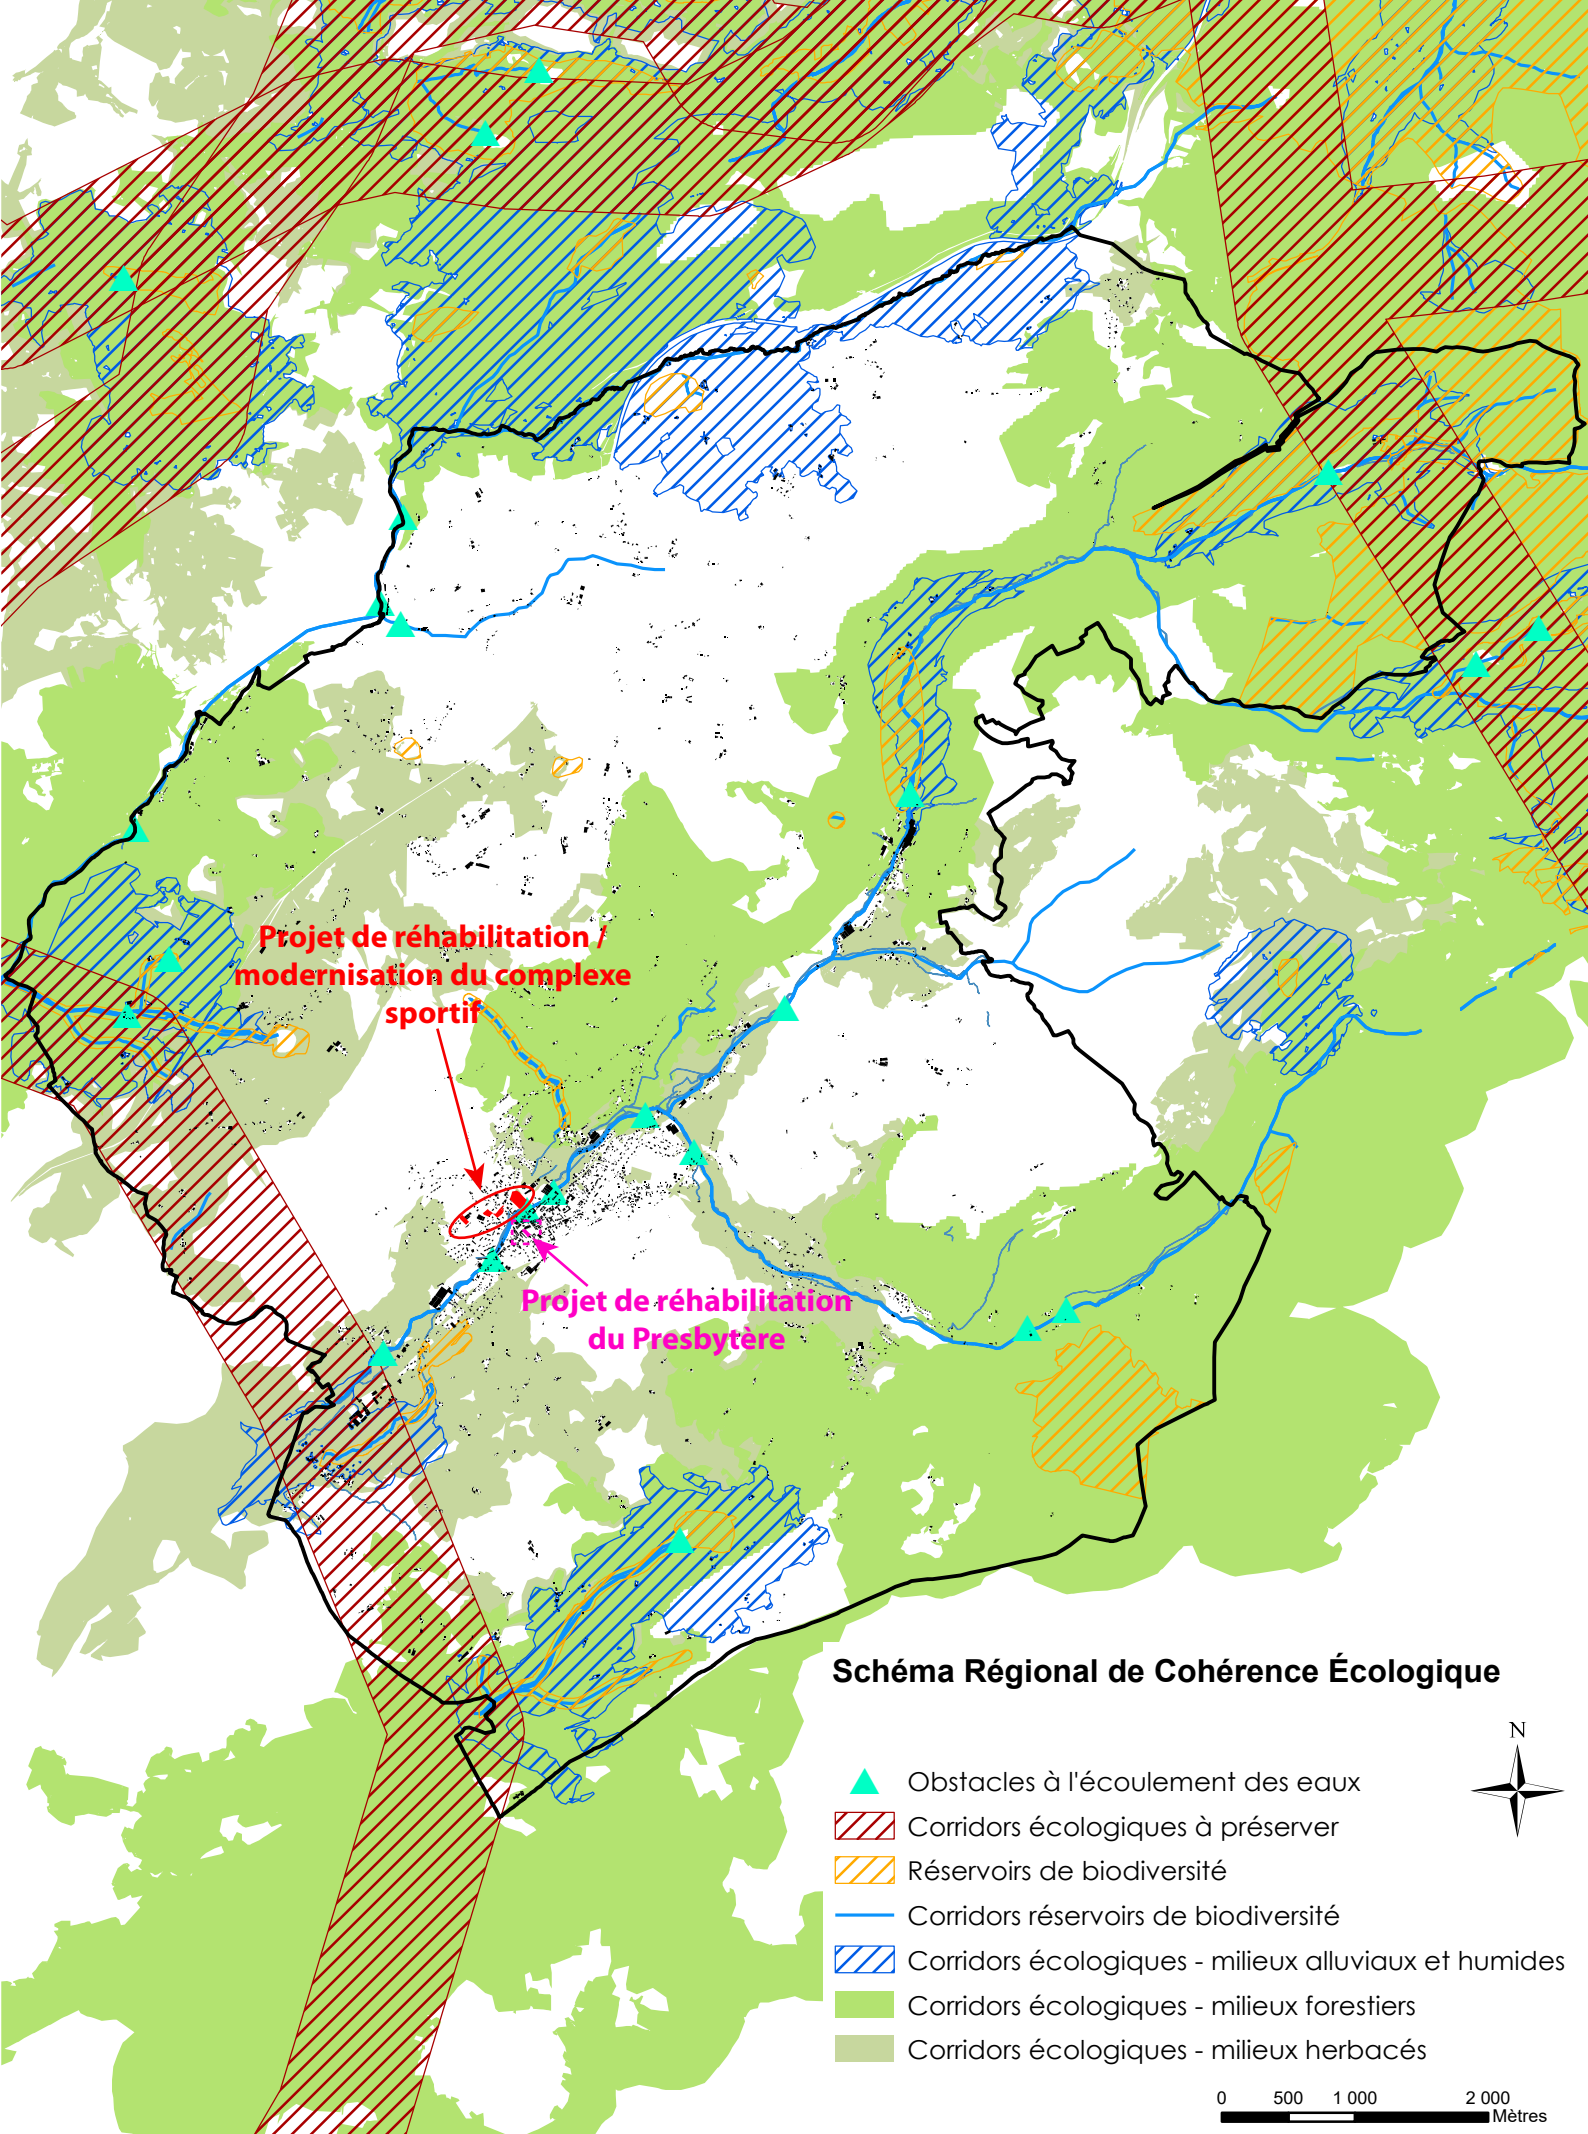 Projet de réhabilitation /
modernisation du complexe
sportif
Projet de réhabilitation
du Presbytère
Schéma Régional de Cohérence Écologique
N
Obstacles à l'écoulement des eaux
Corridors écologiques à préserver
Réservoirs de biodiversité
Corridors réservoirs de biodiversité
Corridors écologiques - milieux alluviaux et humides
Corridors écologiques - milieux forestiers
Corridors écologiques - milieux herbacés
0 500 1 000 2 000
Mètres